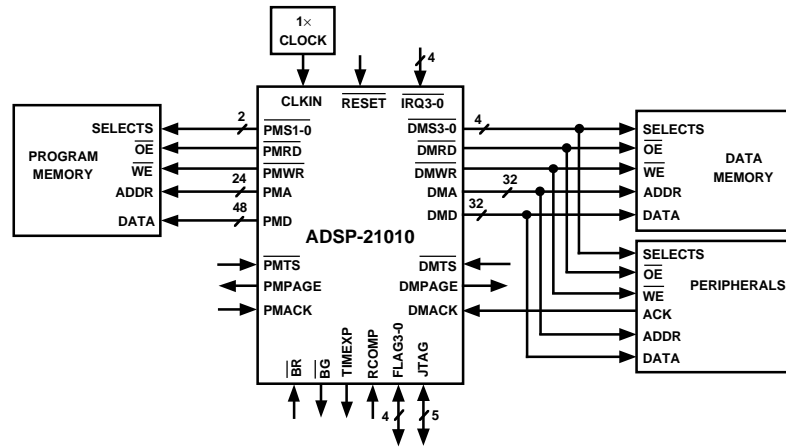 1×
CLOCK
4
CLKIN
RESET
IRQ3-0
SELECTS
2
PMS1-0
DMS3-0
4
SELECTS
PROGRAM
MEMORY
OE
PMRD
DMRD
OE
DATA
MEMORY
WE
PMWR
DMWR
WE
ADDR
24
PMA
DMA
32
ADDR
DATA
48
PMD
DMD
32
DATA
ADSP-21010
SELECTS
PMTS
DMTS
OE
PMPAGE
DMPAGE
WE
PERIPHERALS
PMACK
DMACK
ACK
ADDR
DATA
BR
BG
TIMEXP
RCOMP
FLAG3-0
JTAG
4
5